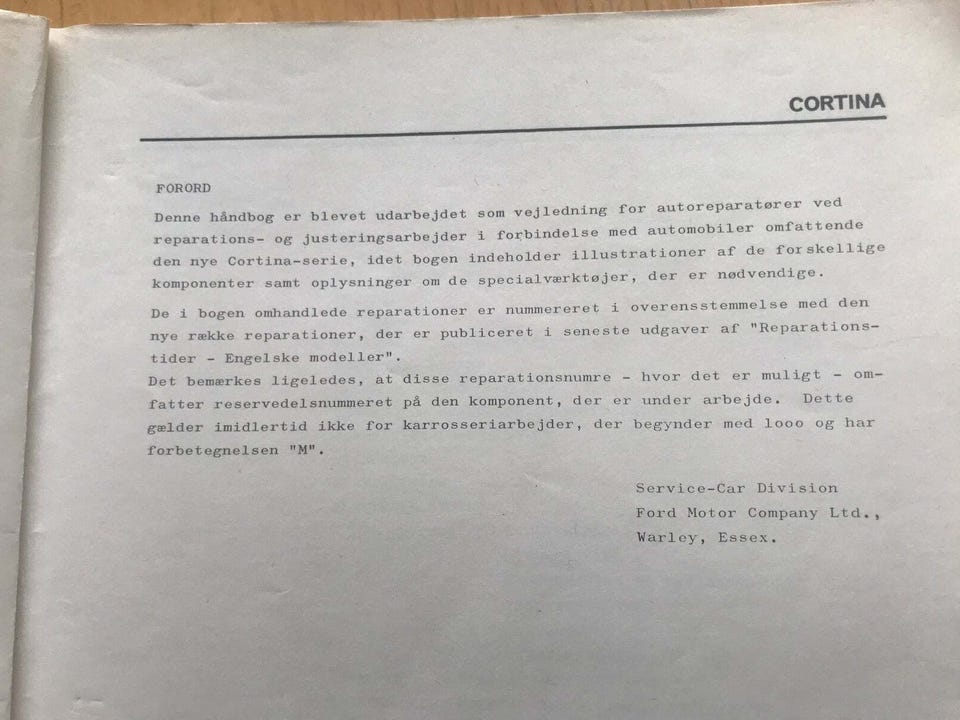 CORTINA
FORORD
Denne håndbog er blevet udarbejdet som vejledning for autoreparatører ved
reparations- og justeringsarbejder i forbindelse med automobiler omfattende
den nye Cortina-serie, idet bogen indeholder illustrationer af de forskellige
komponenter samt oplysninger om de specialværktøjer, der er nødvendige.
De i bogen omhandlede reparationer er nummereret i overensstemmelse med den
nye række reparationer, der er publiceret i seneste udgaver af "Reparations-
tider - Engelske modeller".
Det bemærkes ligeledes, at disse reparationsnumre - hvor det er muligt - om-
fatter reservedelsnummeret på den komponent, der er under arbejde. Dette
gælder imidlertid ikke for karrosseriarbejder, der begynder med looo og har
forbetegnelsen "M".
Service-Car Division
Ford Motor Company Ltd.,
Warley, Essex.